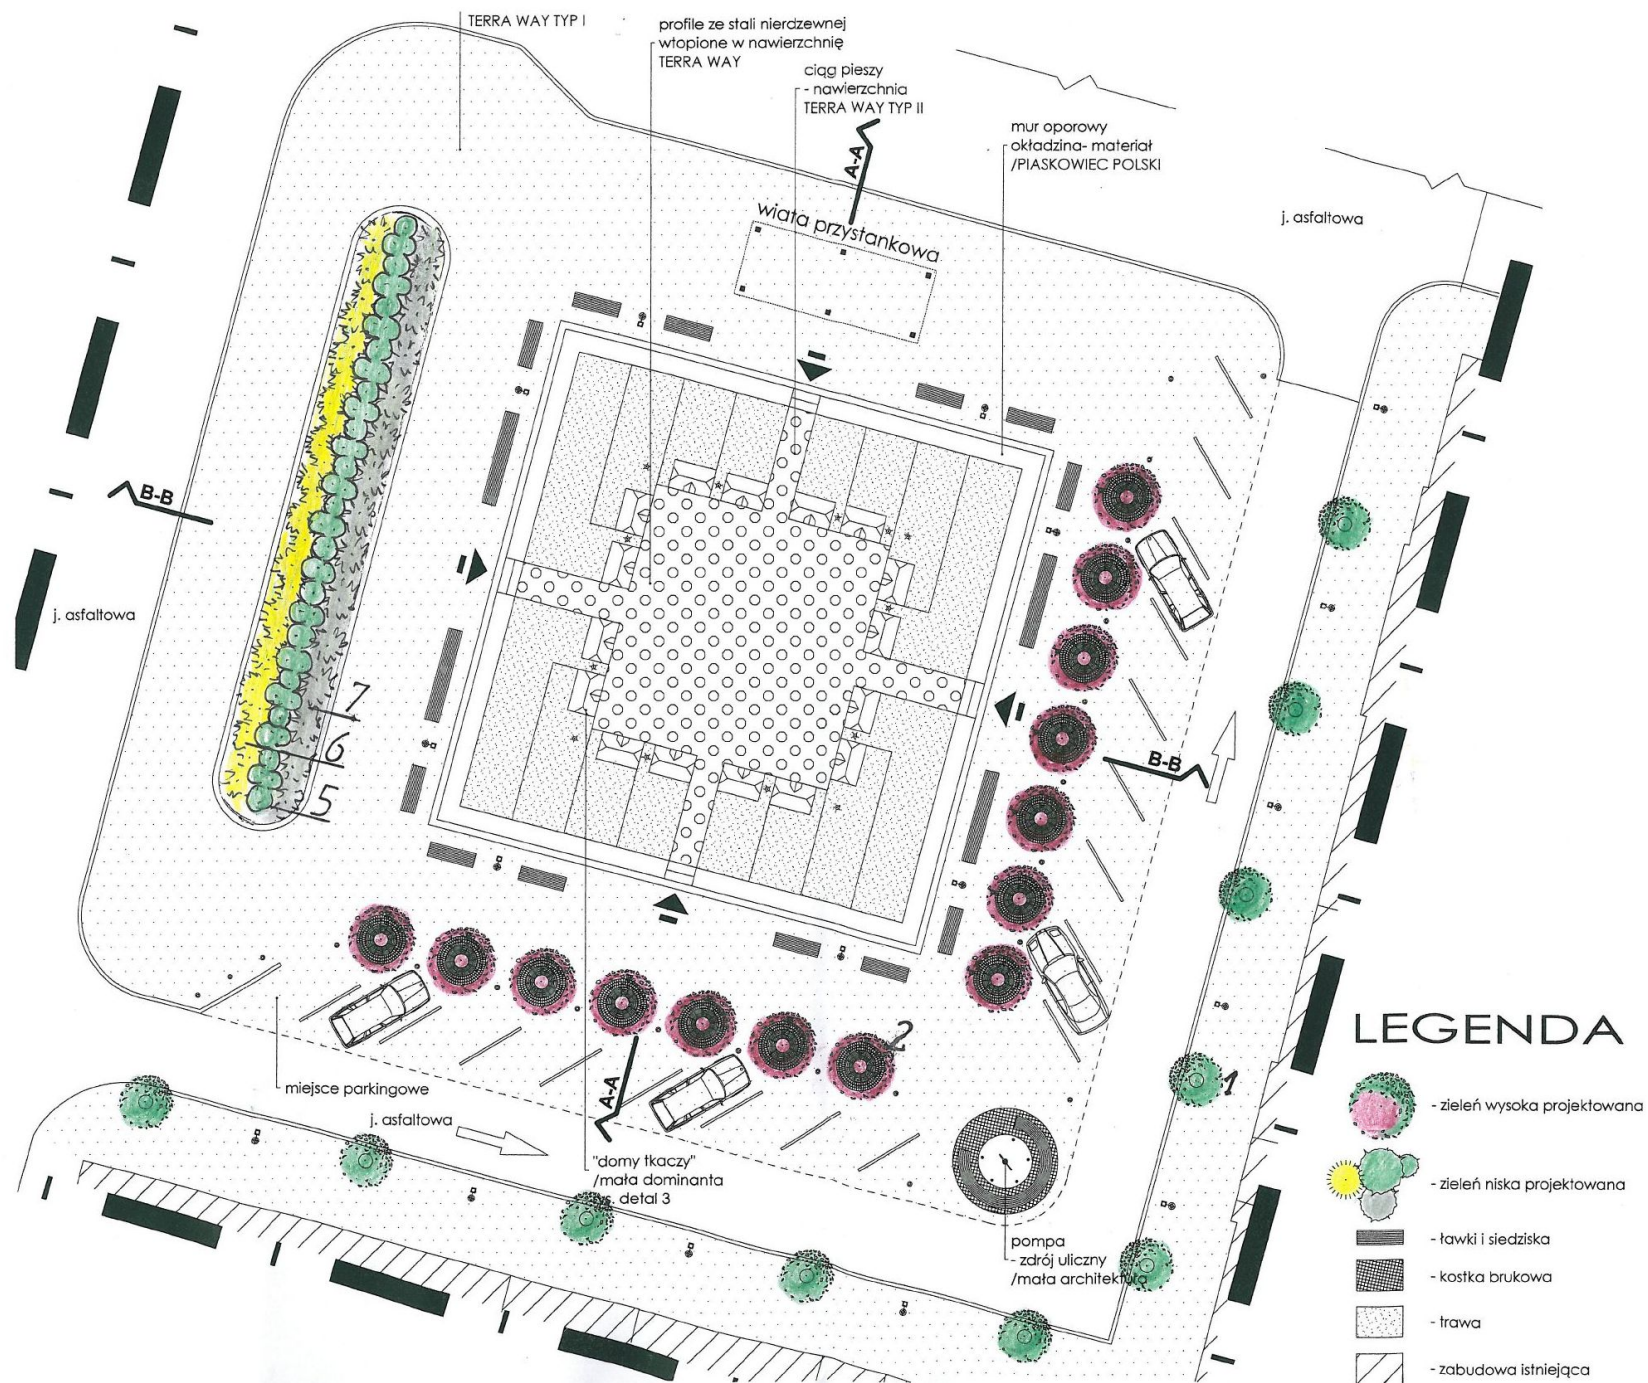 TERRA WAY TYP I
profile ze stali nierdzewnej
wtopione w nawierzchnię
TERRA WAY
ciąg pieszy
- nawierzchnia
TERRA WAY TYP II
A-A
mur oporowy
okładzina- materiał
/PIASKOWIEC POLSKI
j. asfaltowa
wiata przystankowa
B-B
j. asfaltowa
7
6
5
B-B
2
1
miejsce parkingowe
j. asfaltowa
A-A
"domy tkaczy"
/mała dominanta
detal 3
pompa
- zdrój uliczny
/mała architektura
LEGENDA
- zieleń wysoka projektowana
- zieleń niska projektowana
- ławki i siedziska
- kostka brukowa
- trawa
- zabudowa istniejąca